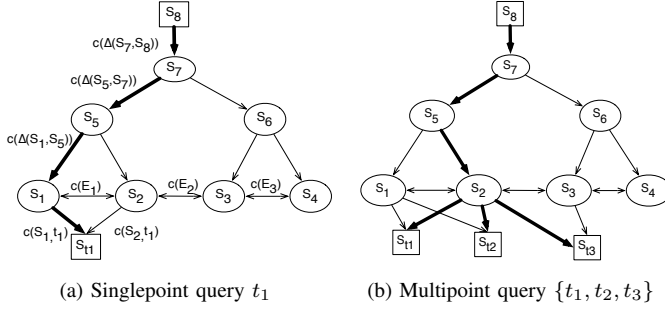 S8
c(Δ(S7,S8))
S7
c(Δ(S5,S7))
S5
S6
c(Δ(S1,S5))
S1
c(E1)
S2
c(E2)
S3
c(E3)
S4
c(S1,t1)
c(S2,t1)
St1
(a) Singlepoint query t1
S8
S7
S5
S6
S1
S2
S3
S4
St1
St2
St3
(b) Multipoint query {t1, t2, t3}